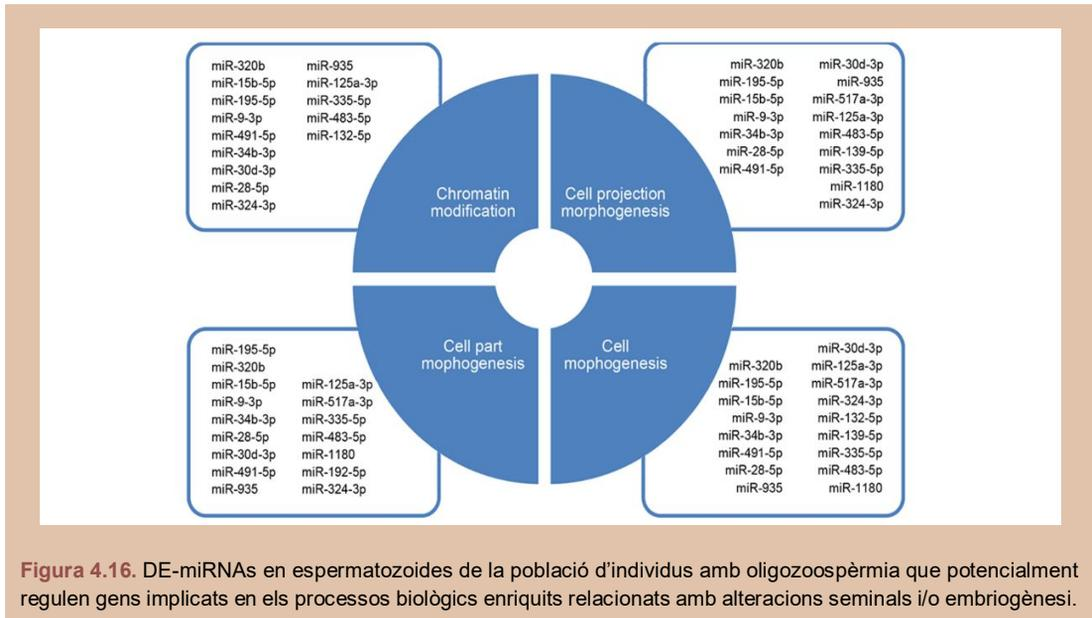 miR-320b miR-935
miR-15b-5p miR-125a-3p
miR-195-5p miR-335-5p
miR-9-3p miR-483-5p
miR-491-5p miR-132-5p
miR-34b-3p
miR-30d-3p
miR-28-5p
miR-324-3p
Chromatin
modification
miR-320b miR-30d-3p
miR-195-5p miR-935
miR-15b-5p miR-517a-3p
miR-9-3p miR-125a-3p
miR-34b-3p miR-483-5p
miR-28-5p miR-139-5p
miR-491-5p miR-335-5p
miR-1180
miR-324-3p
Cell projection
morphogenesis
miR-195-5p
miR-320b
miR-15b-5p miR-125a-3p
miR-9-3p miR-517a-3p
miR-34b-3p miR-335-5p
miR-28-5p miR-483-5p
miR-30d-3p miR-1180
miR-491-5p miR-192-5p
miR-935 miR-324-3p
Cell part
mophogenesis
Cell
mophogenesis
miR-30d-3p
miR-320b miR-125a-3p
miR-195-5p miR-517a-3p
miR-15b-5p miR-324-3p
miR-9-3p miR-132-5p
miR-34b-3p miR-139-5p
miR-491-5p miR-335-5p
miR-28-5p miR-483-5p
miR-935 miR-1180
Figura 4.16. DE-miRNAs en espermatozoides de la població d'individus amb oligozoospèrmia que potencialment
regulen gens implicats en els processos biològics enriquits relacionats amb alteracions seminals i/o embriogènesi.